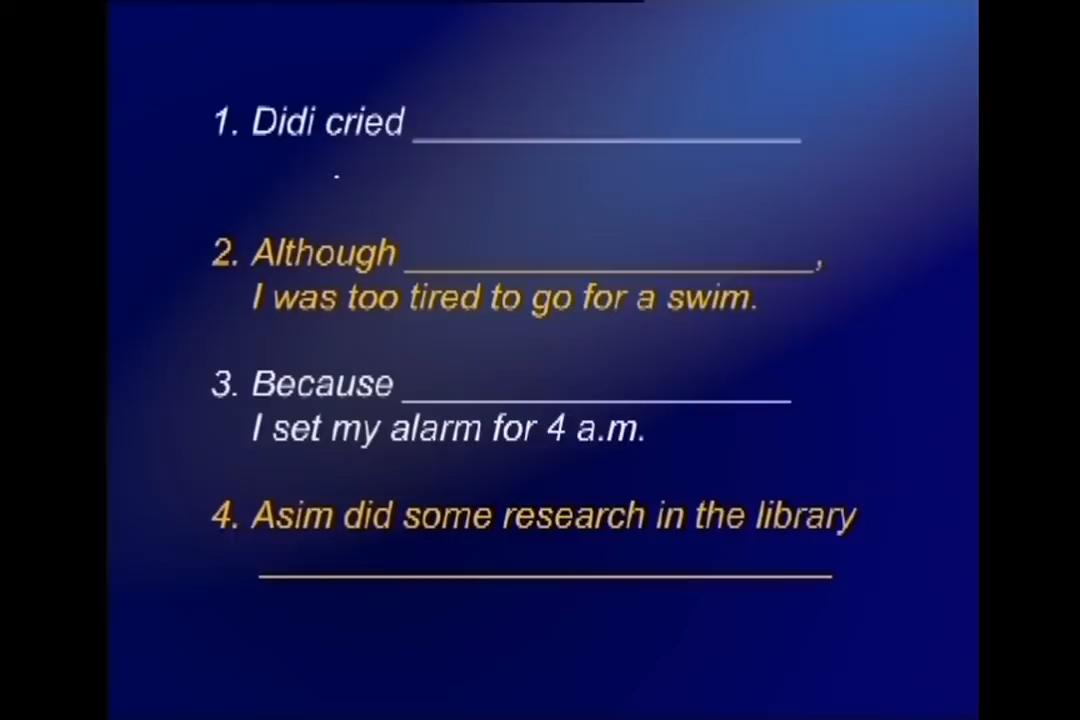 1. Didi cried ____________________
.
2. Although ____________________,
I was too tired to go for a swim.
3. Because ____________________
I set my alarm for 4 a.m.
4. Asim did some research in the library
______________________________